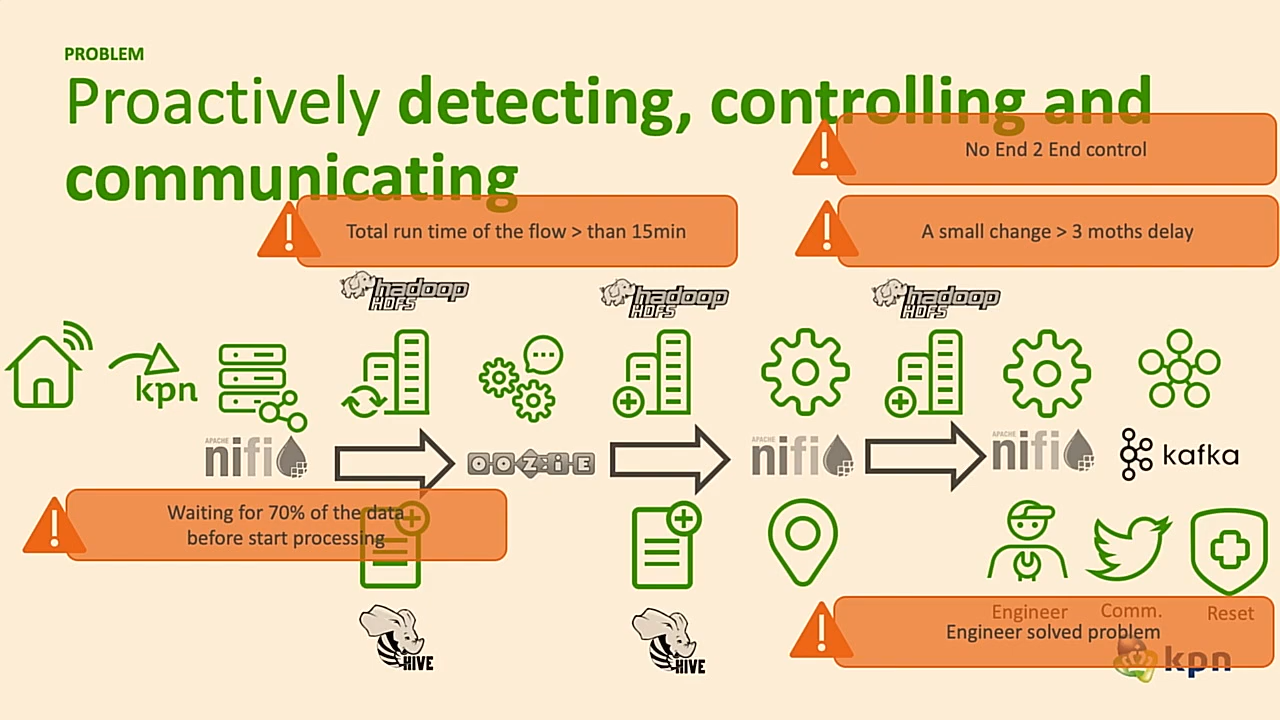 PROBLEM
Proactively detecting, controlling and
communicating
No End 2 End control
Total run time of the flow > than 15min
A small change > 3 moths delay
hadoop
HDFS
hadoop
HDFS
hadoop
HDFS
kpn
APACHE
nifi
OOZIE
APACHE
nifi
APACHE
nifi
kafka
Waiting for 70% of the data
before start processing
Engineer
Comm.
Reset
Engineer solved problem
HIVE
HIVE
kpn